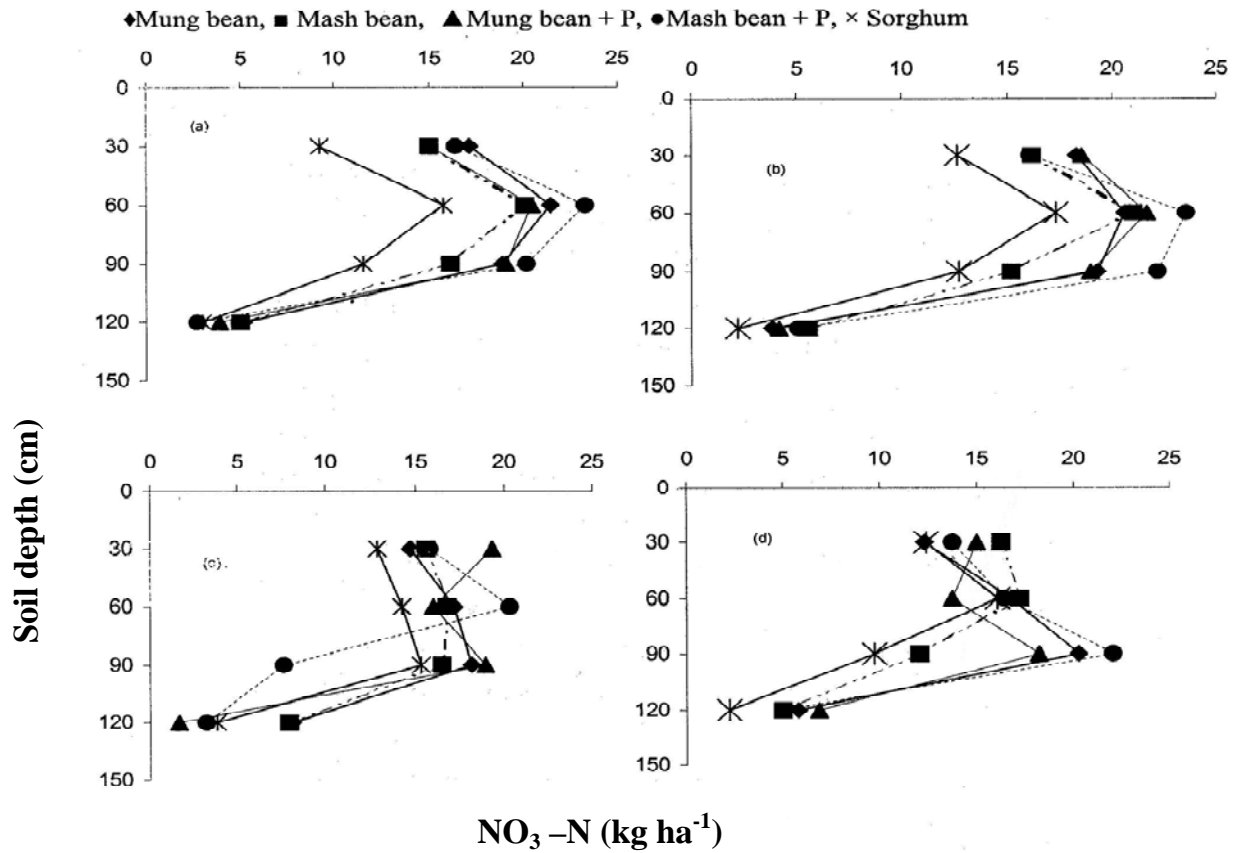 ♦Mung bean, ■ Mash bean, ▲ Mung bean + P, ● Mash bean + P, × Sorghum
0 5 10 15 20 25
0
30
60
90
120
150
(a)
0 5 10 15 20 25
0
30
60
90
120
150
(b)
Soil depth (cm)
0 5 10 15 20 25
0
30
60
90
120
150
(c)
0 5 10 15 20 25
0
30
60
90
120
150
(d)
NO₃ –N (kg ha⁻¹)